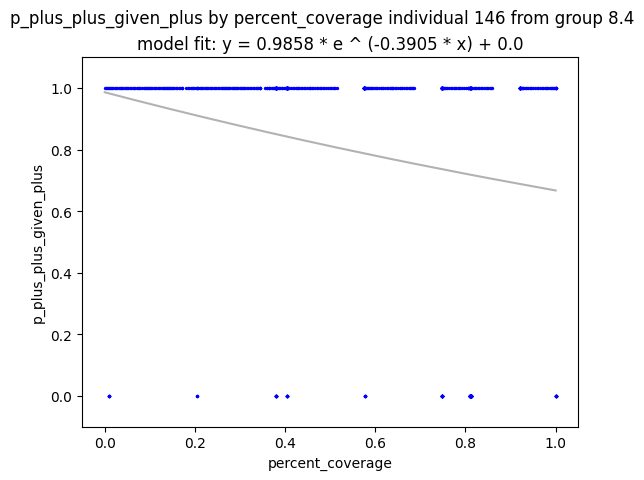 p_plus_plus_given_plus by percent_coverage individual 146 from group 8.4
model fit: y = 0.9858 * e ^ (-0.3905 * x) + 0.0
p_plus_plus_given_plus
1.0
0.8
0.6
0.4
0.2
0.0
0.0 0.2 0.4 0.6 0.8 1.0
percent_coverage